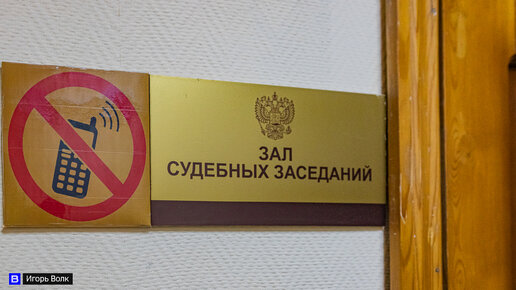 ЗАЛ
СУДЕБНЫХ ЗАСЕДАНИЙ
В Игорь Волк